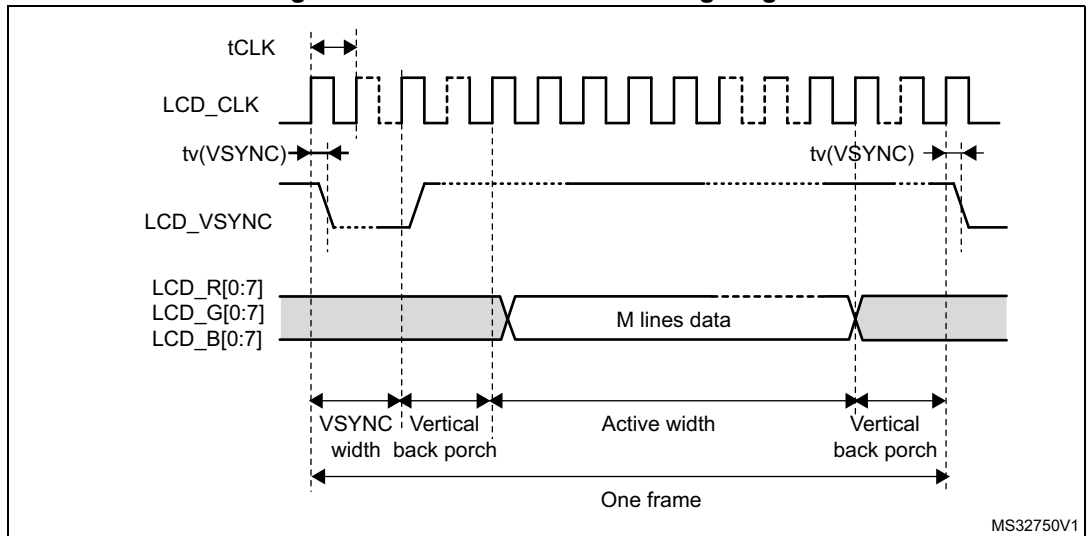 tCLK
LCD_CLK
tv(VSYNC)
tv(VSYNC)
LCD_VSYNC
LCD_R[0:7]
LCD_G[0:7]
LCD_B[0:7]
M lines data
VSYNC width
Vertical back porch
Active width
Vertical back porch
One frame
MS32750V1